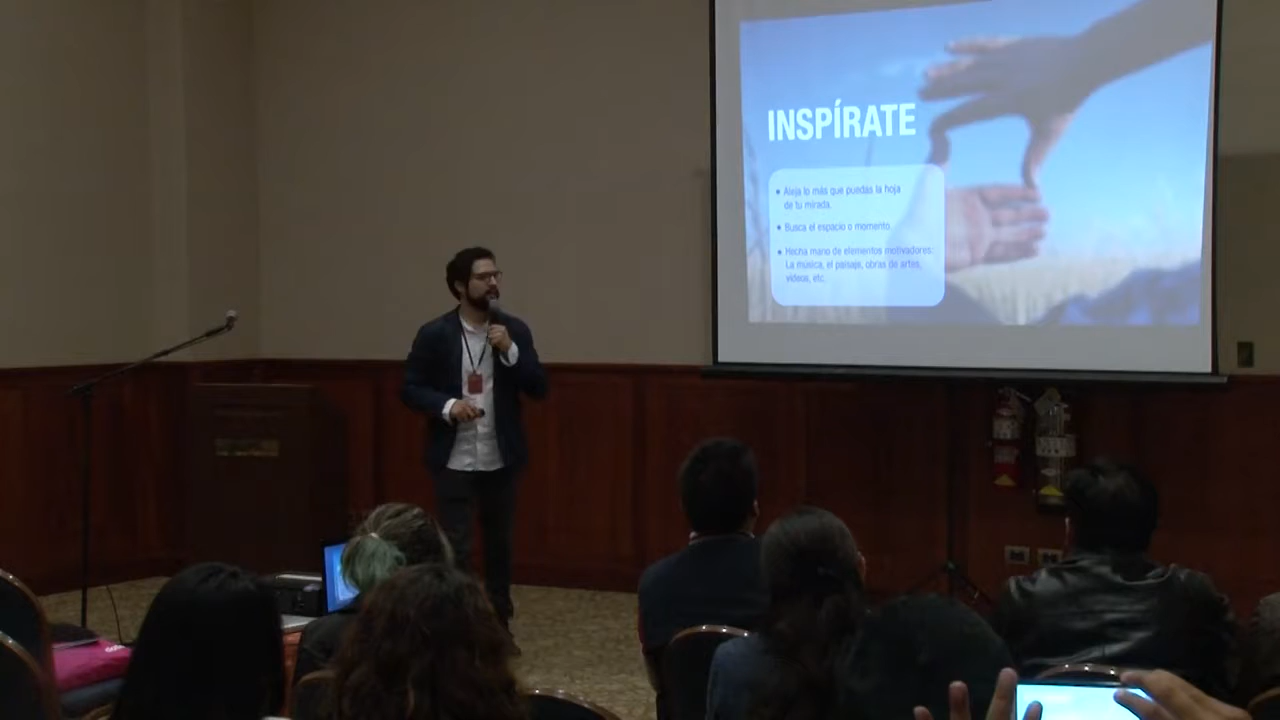 INSPÍRATE
• Aleja lo más que puedas la hoja
de tu mirada.
• Busca el espacio o momento.
• Hecha mano de elementos motivadores:
La música, el paisaje, obras de artes,
videos, etc.